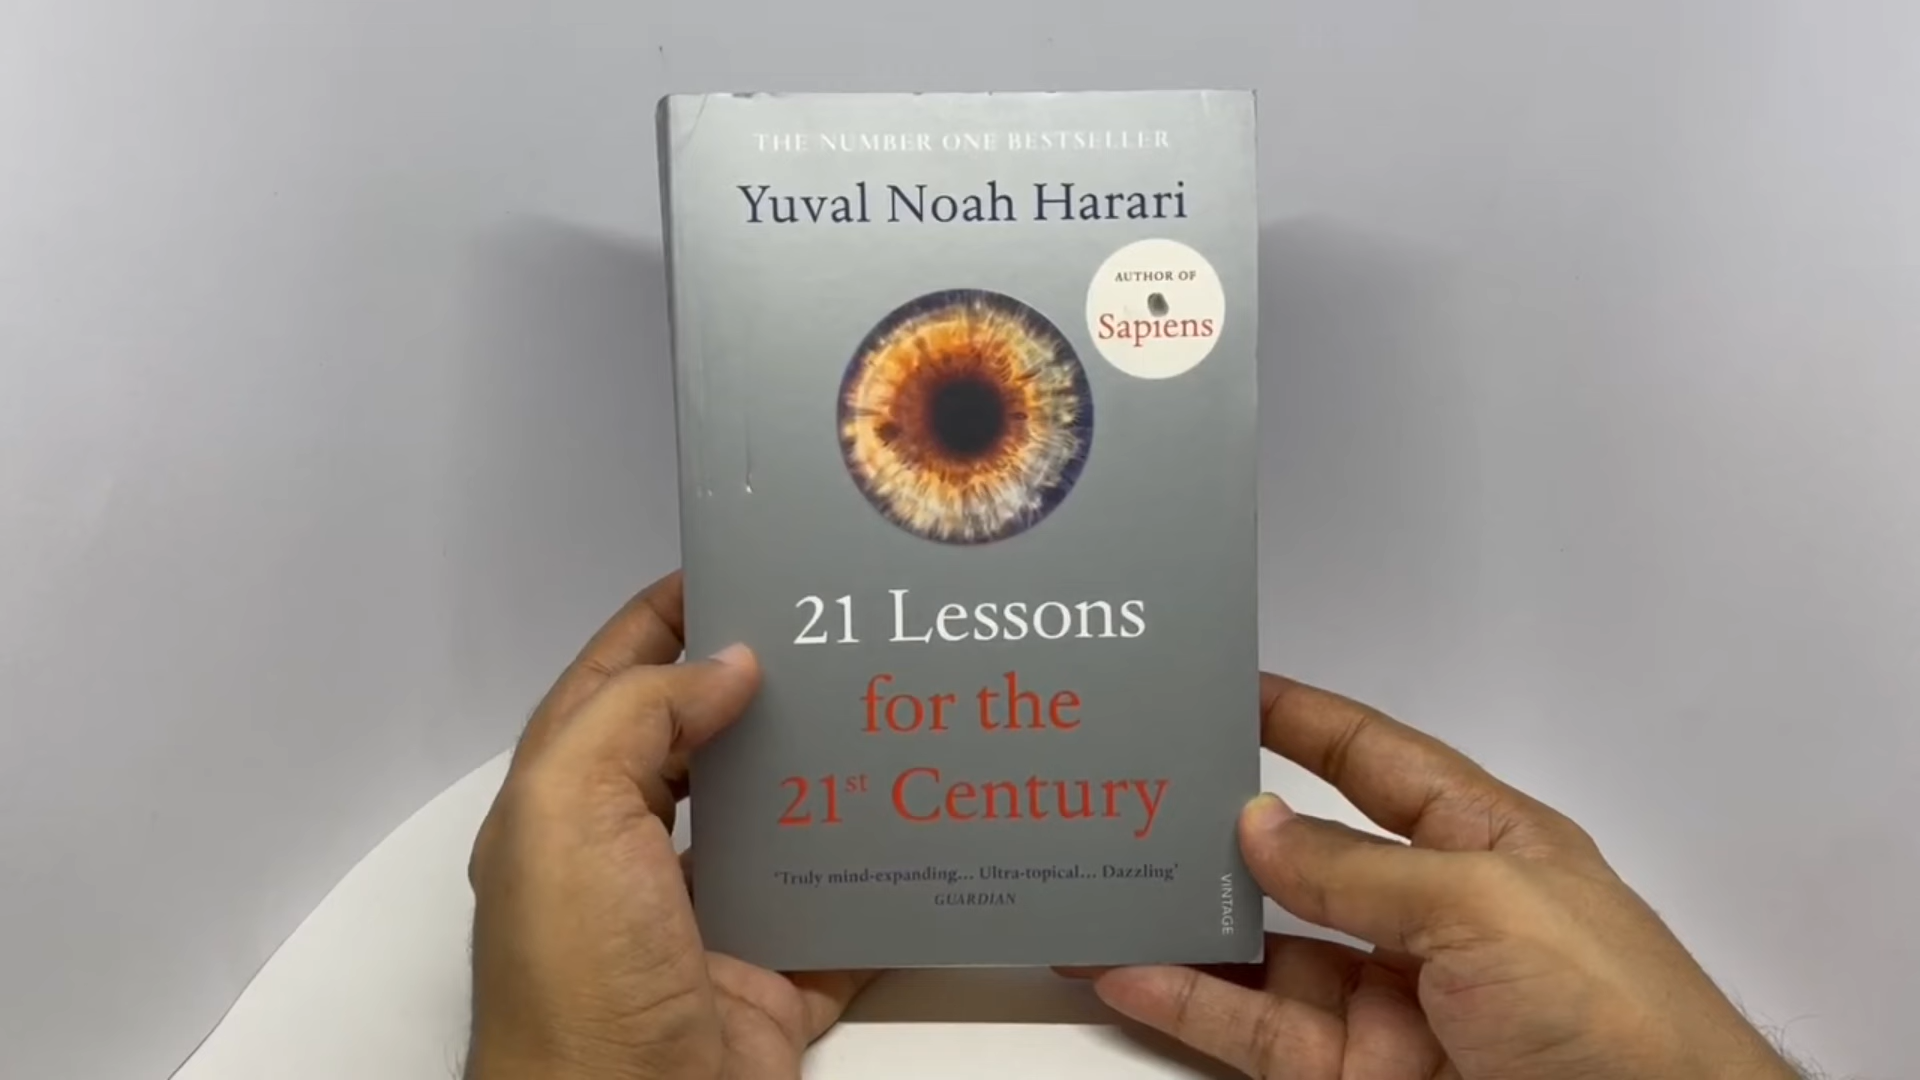 THE NUMBER ONE BESTSELLER
Yuval Noah Harari
AUTHOR OF
Sapiens
21 Lessons
for the
21st Century
‘Truly mind-expanding... Ultra-topical... Dazzling’
GUARDIAN
VINTAGE